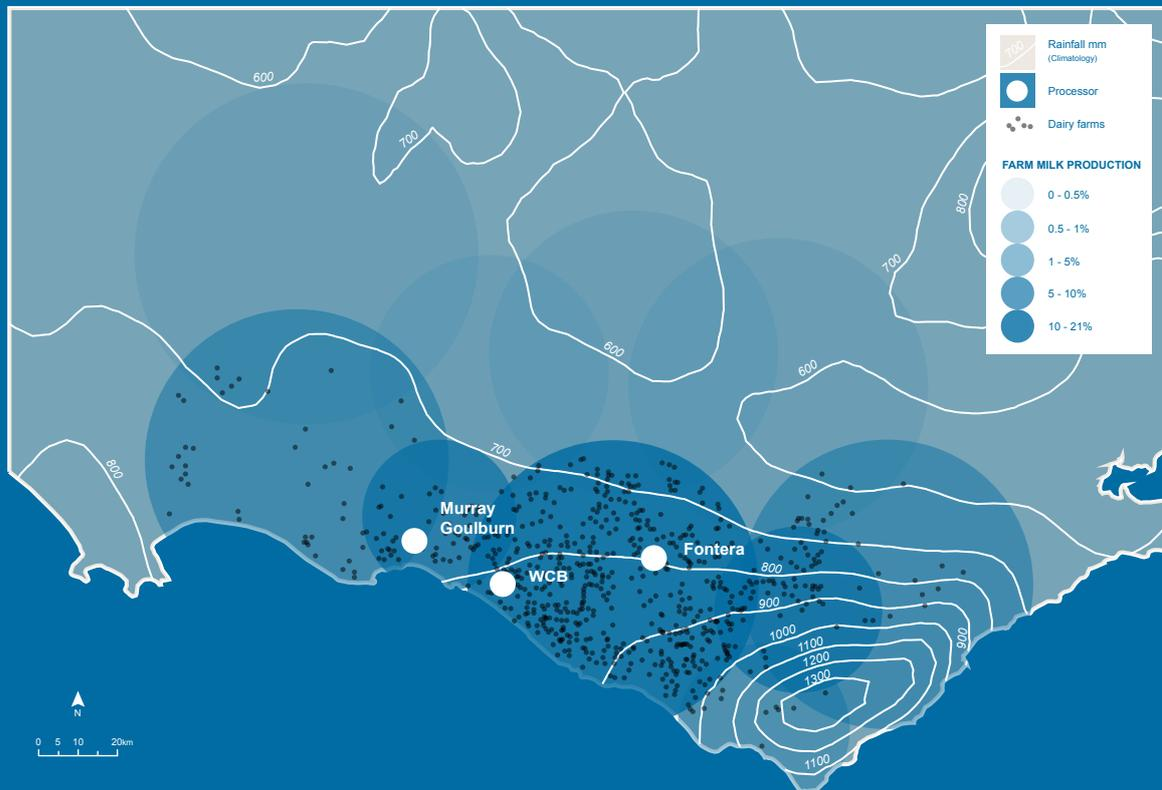 600
700
700
Rainfall mm
(Climatology)
Processor
Dairy farms
FARM MILK PRODUCTION
0 - 0.5%
0.5 - 1%
1 - 5%
5 - 10%
10 - 21%
800
700
600
600
700
800
Murray
Goulburn
Fontera
WCB
800
900
1000
1100
1200
1300
900
1100
N
0 5 10 20km